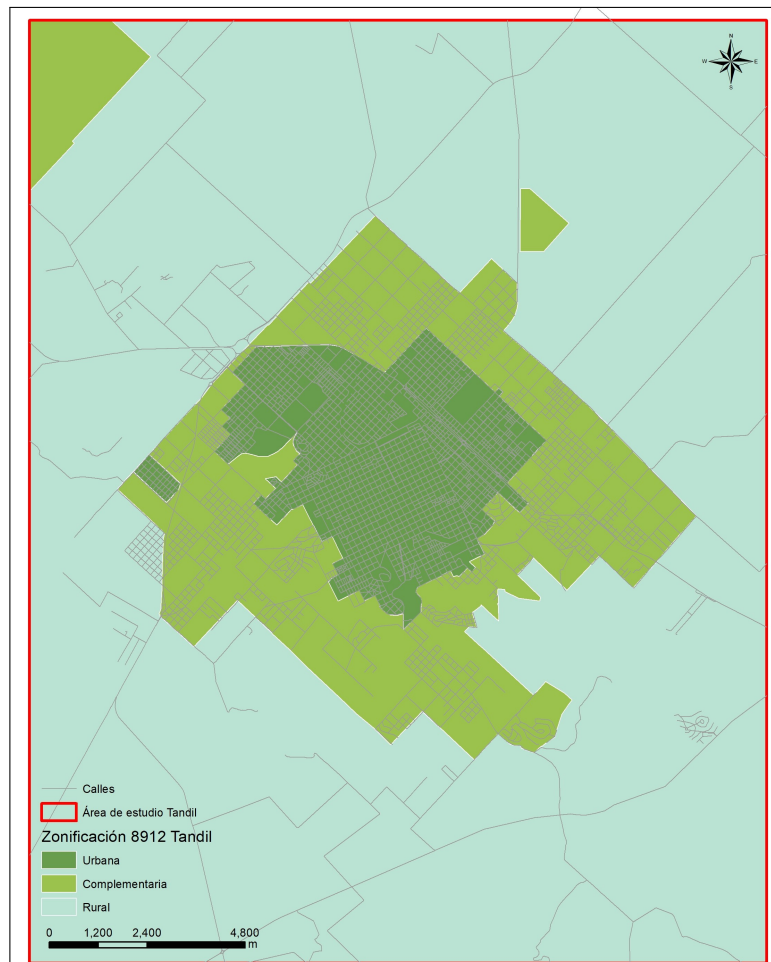 N
W E
S
Calles
Área de estudio Tandil
Zonificación 8912 Tandil
Urbana
Complementaria
Rural
0 1,200 2,400 4,800
m